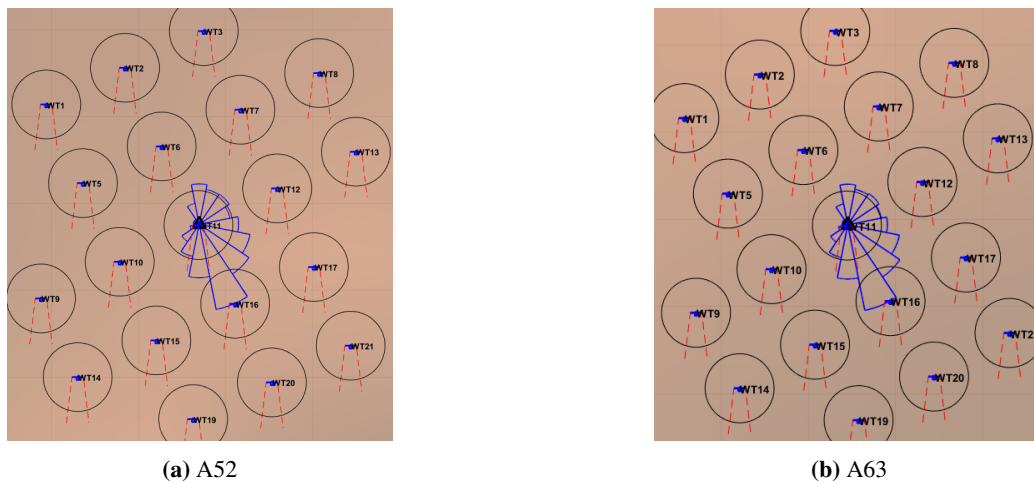 WT3
WT2
WT8
WT1
WT7
WT6
WT13
WT5
WT12
WT11
WT10
WT17
WT9
WT16
WT15
WT21
WT14
WT20
WT19
(a) A52
WT3
WT8
WT2
WT7
WT1
WT13
WT6
WT12
WT5
WT11
WT17
WT10
WT16
WT9
WT2
WT15
WT20
WT14
WT19
(b) A63